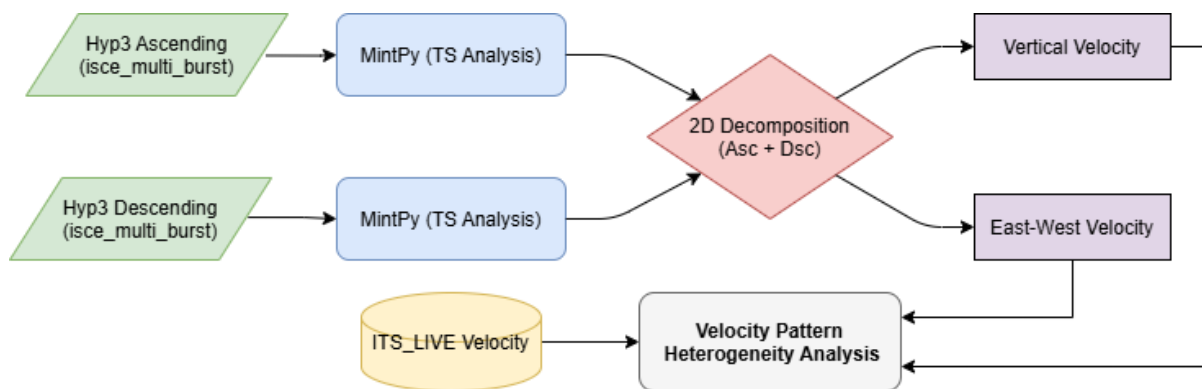 Hyp3 Ascending
(isce_multi_burst)
MintPy (TS Analysis)
2D Decomposition
(Asc + Dsc)
Vertical Velocity
Hyp3 Descending
(isce_multi_burst)
MintPy (TS Analysis)
East-West Velocity
ITS_LIVE Velocity
Velocity Pattern
Heterogeneity Analysis